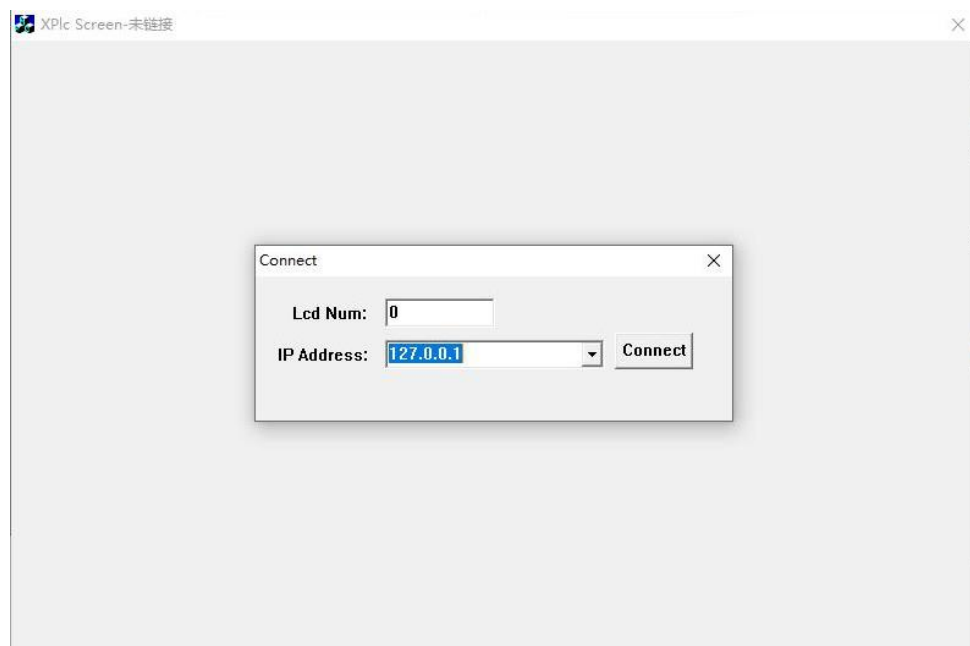 XPlc Screen-未链接
Connect
Lcd Num: 0
IP Address: 127.0.0.1 Connect